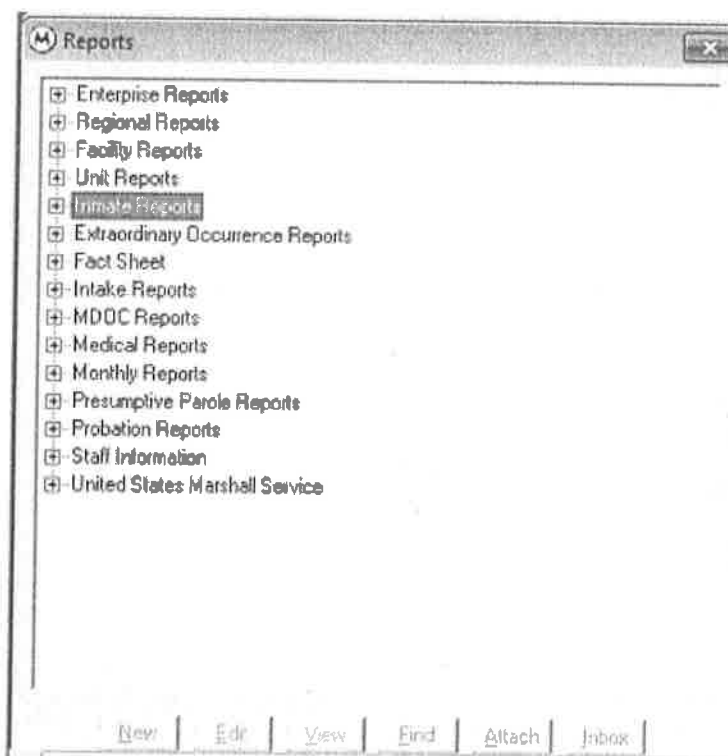 M Reports
Enterprise Reports
Regional Reports
Facility Reports
Unit Reports
Inmate Reports
Extraordinary Occurrence Reports
Fact Sheet
Intake Reports
MDOC Reports
Medical Reports
Monthly Reports
Presumptive Parole Reports
Probation Reports
Staff Information
United States Marshall Service
New Edit View Find Attach Inbox